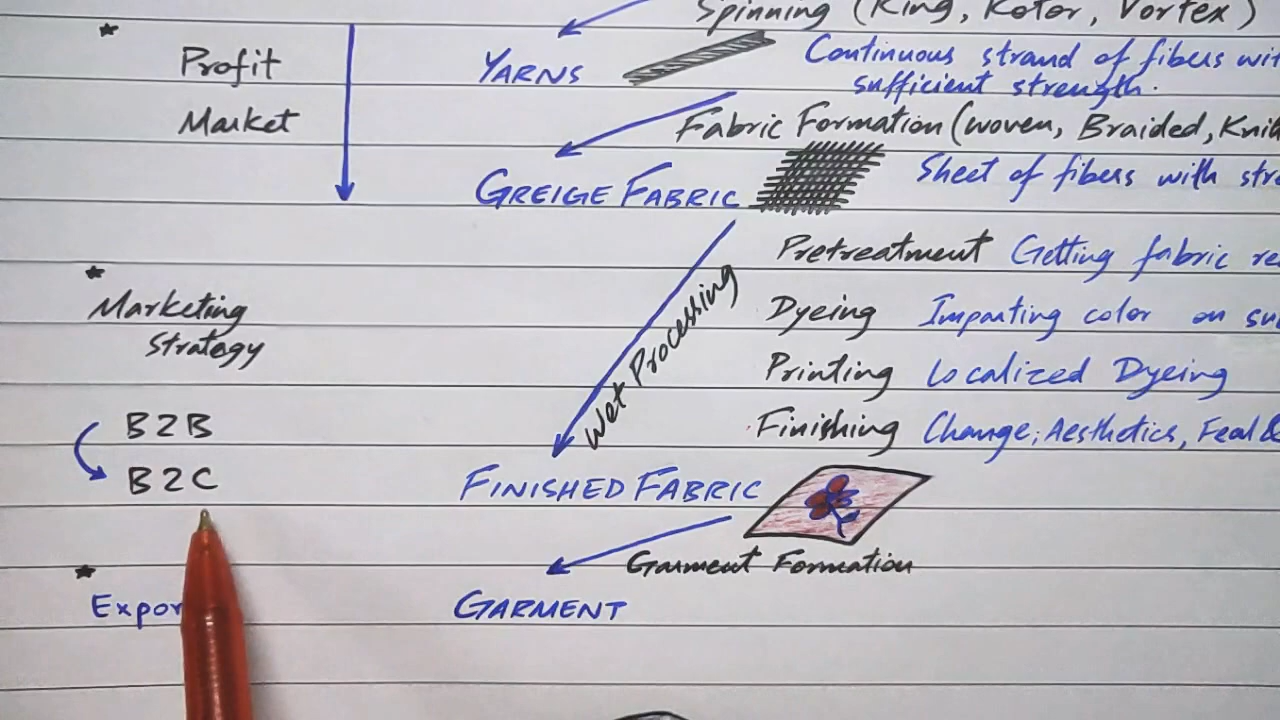 Spinning (Ring, Rotor, Vortex)
* Profit
YARNS
Continuous strand of fibers
sufficient strength.
Market
Fabric Formation (woven, Braided,
GREIGE FABRIC
Sheet of fibers with
Pretreatment Getting fabric
Wet Processing
* Marketing
Strategy
Dyeing Imparting color on
Printing Localized Dyeing
B2B
Finishing Change; Aesthetics, Feal &
B2C
FINISHED FABRIC
Garment Formation
*
GARMENT